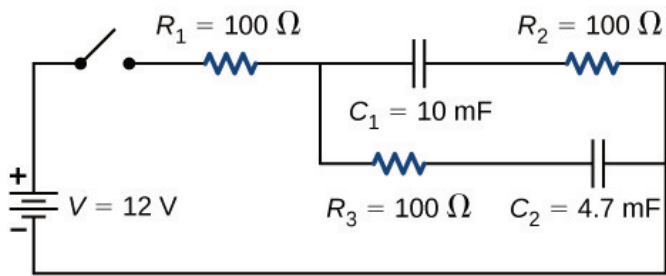 R₁ = 100 Ω
R₂ = 100 Ω
C₁ = 10 mF
+
V = 12 V
−
R₃ = 100 Ω
C₂ = 4.7 mF